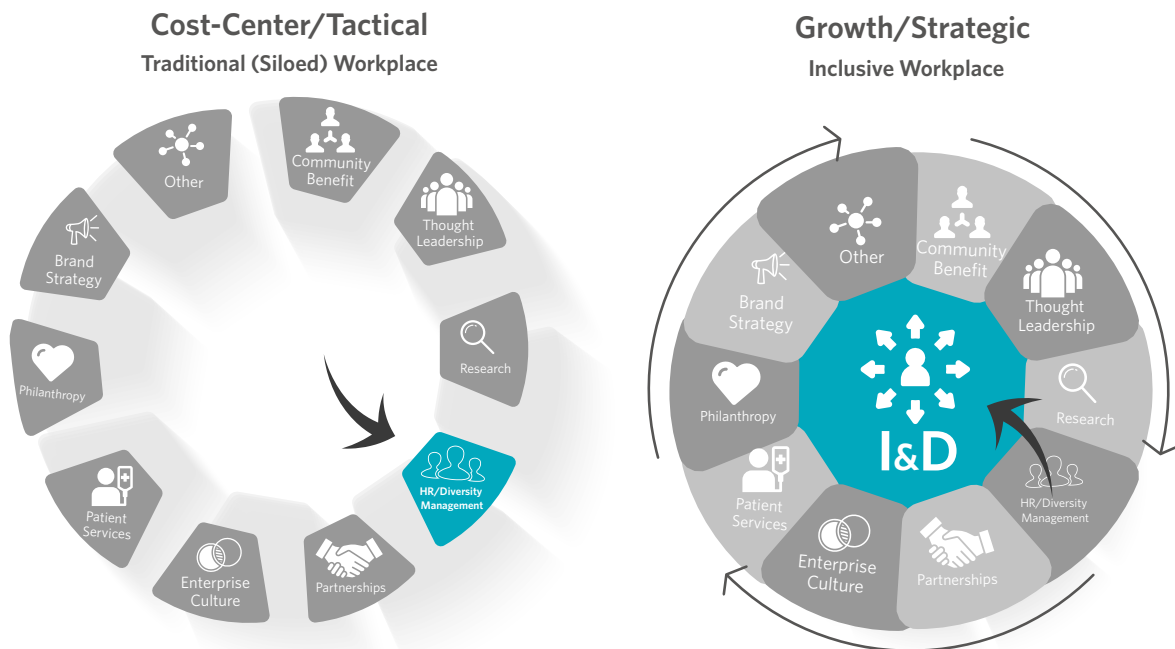 Cost-Center/Tactical
Traditional (Siloed) Workplace
Other
Community
Benefit
Thought
Leadership
Research
HR/Diversity
Management
Partnerships
Enterprise
Culture
Patient
Services
Philanthropy
Brand
Strategy
Growth/Strategic
Inclusive Workplace
Other
Community
Benefit
Thought
Leadership
Research
HR/Diversity
Management
Partnerships
Enterprise
Culture
Patient
Services
Philanthropy
Brand
Strategy
I&D